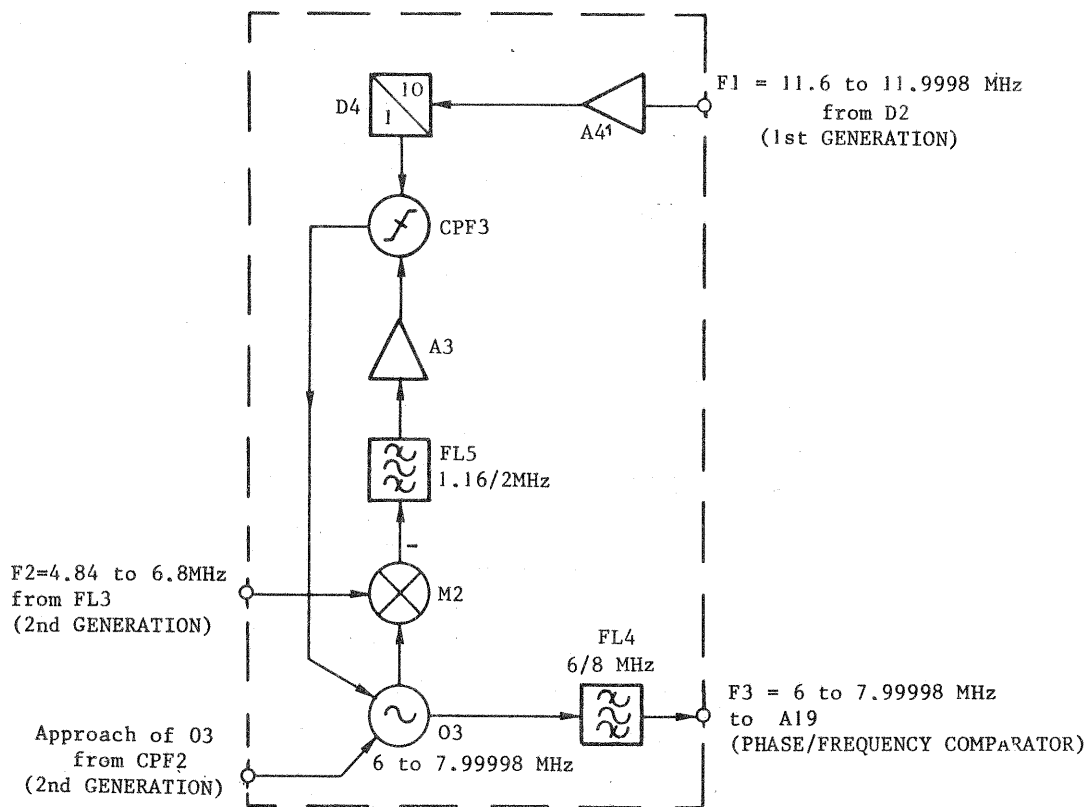 10
1
D4
A4¹
F1 = 11.6 to 11.9998 MHz
from D2
(1st GENERATION)
CPF3
A3
FL5
1.16/2MHz
-
F2=4.84 to 6.8MHz
from FL3
(2nd GENERATION)
M2
FL4
6/8 MHz
F3 = 6 to 7.99998 MHz
to A19
(PHASE/FREQUENCY COMPARATOR)
O3
6 to 7.99998 MHz
Approach of O3
from CPF2
(2nd GENERATION)